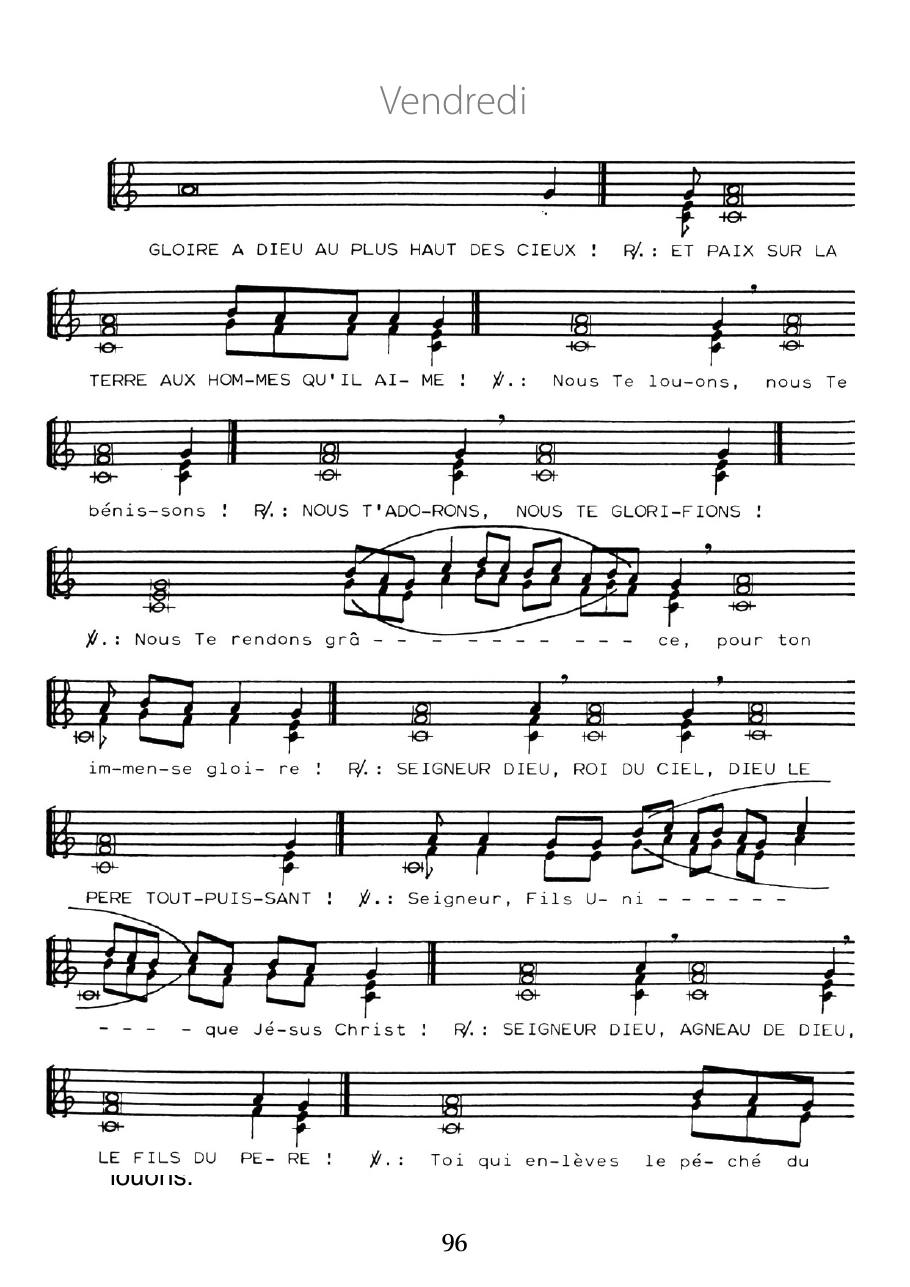 Vendredi
GLOIRE A DIEU AU PLUS HAUT DES CIEUX ! R/.: ET PAIX SUR LA
TERRE AUX HOM-MES QU'IL AI- ME ! V/.: Nous Te lou-ons, nous Te
bénis-sons ! R/.: NOUS T'ADO-RONS, NOUS TE GLORI-FIONS !
V/.: Nous Te rendons grâ - - - - - - - - - ce, pour ton
im-men-se gloi- re ! R/.: SEIGNEUR DIEU, ROI DU CIEL, DIEU LE
PERE TOUT-PUIS-SANT ! V/.: Seigneur, Fils U- ni - - - - - -
- - - - que Jé-sus Christ ! R/.: SEIGNEUR DIEU, AGNEAU DE DIEU,
LE FILS DU PE- RE ! V/.: Toi qui en-lèves le pé- ché du
louons.
96